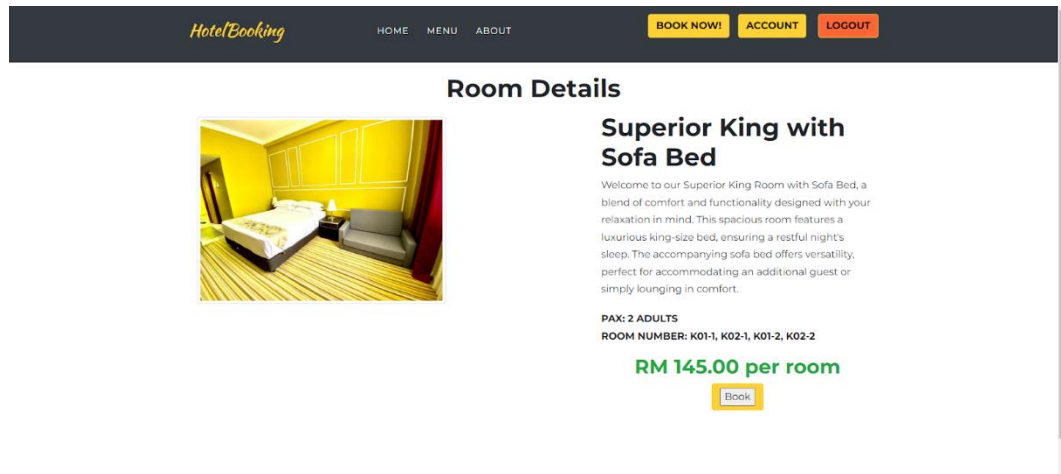 HotelBooking
HOME MENU ABOUT
BOOK NOW! ACCOUNT LOGOUT
Room Details
Superior King with
Sofa Bed
Welcome to our Superior King Room with Sofa Bed, a
blend of comfort and functionality designed with your
relaxation in mind. This spacious room features a
luxurious king-size bed, ensuring a restful night's
sleep. The accompanying sofa bed offers versatility,
perfect for accommodating an additional guest or
simply lounging in comfort.
PAX: 2 ADULTS
ROOM NUMBER: K01-1, K02-1, K01-2, K02-2
RM 145.00 per room
Book